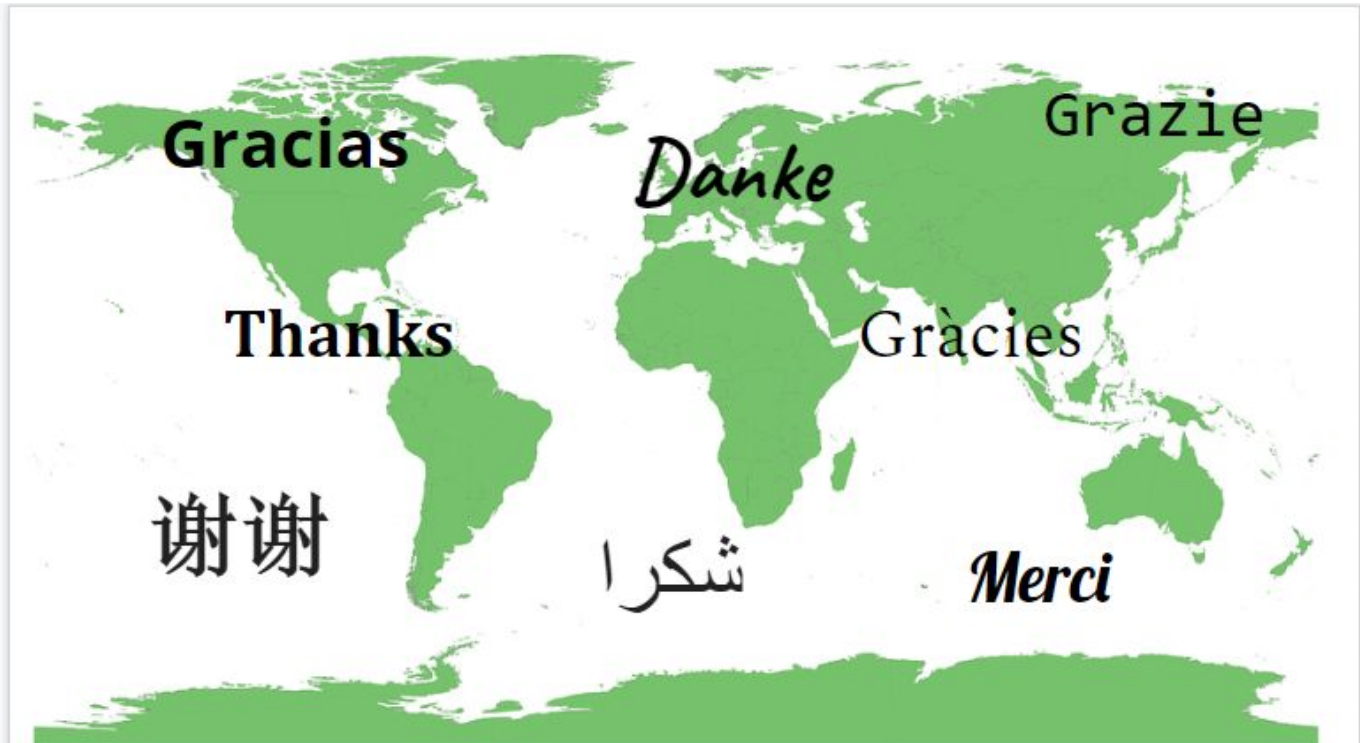 Gracias
Danke
Grazie
Thanks
Gràcies
谢谢
شكرا
Merci